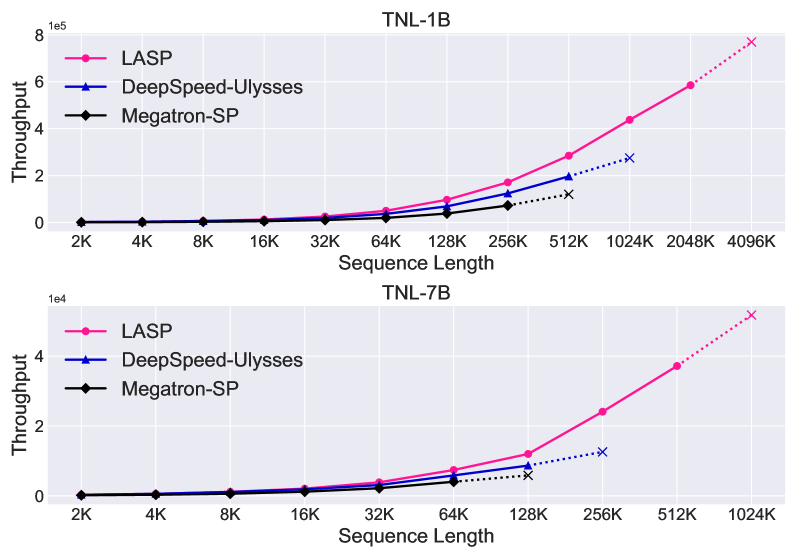 TNL-1B
1e5
8
6
4
2
0
Throughput
LASP
DeepSpeed-Ulysses
Megatron-SP
2K 4K 8K 16K 32K 64K 128K 256K 512K 1024K 2048K 4096K
Sequence Length
TNL-7B
1e4
4
2
0
Throughput
LASP
DeepSpeed-Ulysses
Megatron-SP
2K 4K 8K 16K 32K 64K 128K 256K 512K 1024K
Sequence Length